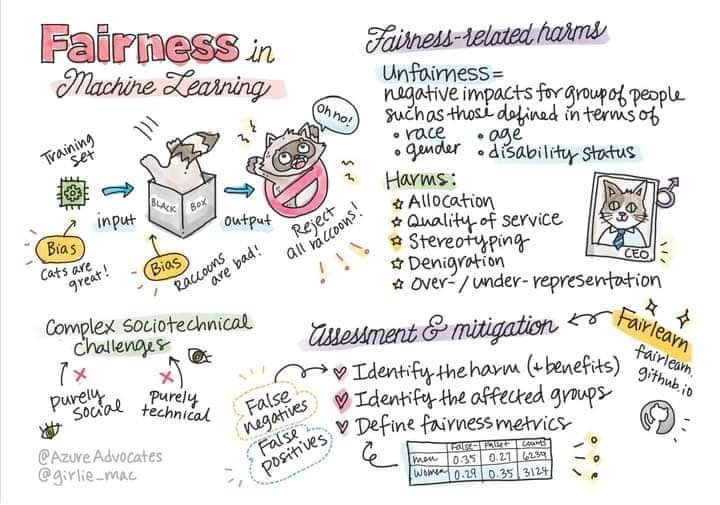 Fairness in
Machine Learning
Training
set
input
BLACK BOX
output
Oh no!
Reject
all raccoons!
Bias
Cats are
great!
Bias
Raccoons
are bad!
Fairness-related harms
Unfairness =
negative impacts for group of people
such as those defined in terms of
• race • age
• gender • disability status
Harms:
☆ Allocation
☆ Quality of service
☆ Stereotyping
☆ Denigration
☆ over-/under-representation
CEO
Complex sociotechnical
challenges
purely
social
purely
technical
@AzureAdvocates
@girlie_mac
Assessment & mitigation
Fairlearn
fairlearn.
github.io
Identify the harm (+ benefits)
Identify the affected groups
Define fairness metrics
False
negatives
False
positives
False- False+ counts
men 0.35 0.27 6239
Women 0.29 0.35 3124